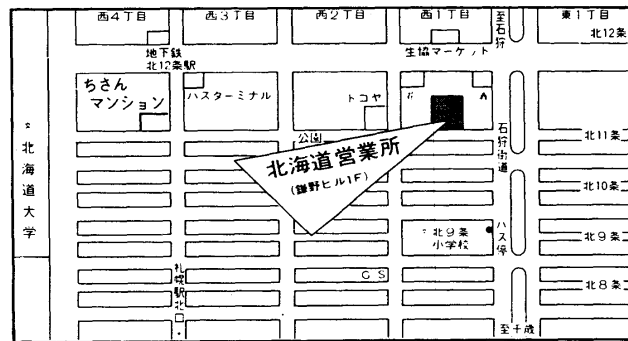 西4丁目
西3丁目
西2丁目
西1丁目
至石狩
東1丁目
北12条
地下鉄
北12条駅
生協マーケット
ちさん
マンション
バスターミナル
トコヤ
公園
北海道営業所
(鎌野ビル1F)
石狩街道
北11条
北海道大学
北10条
北9条
小学校
バス停
北9条
札幌駅北口
GS
北8条
至千歳